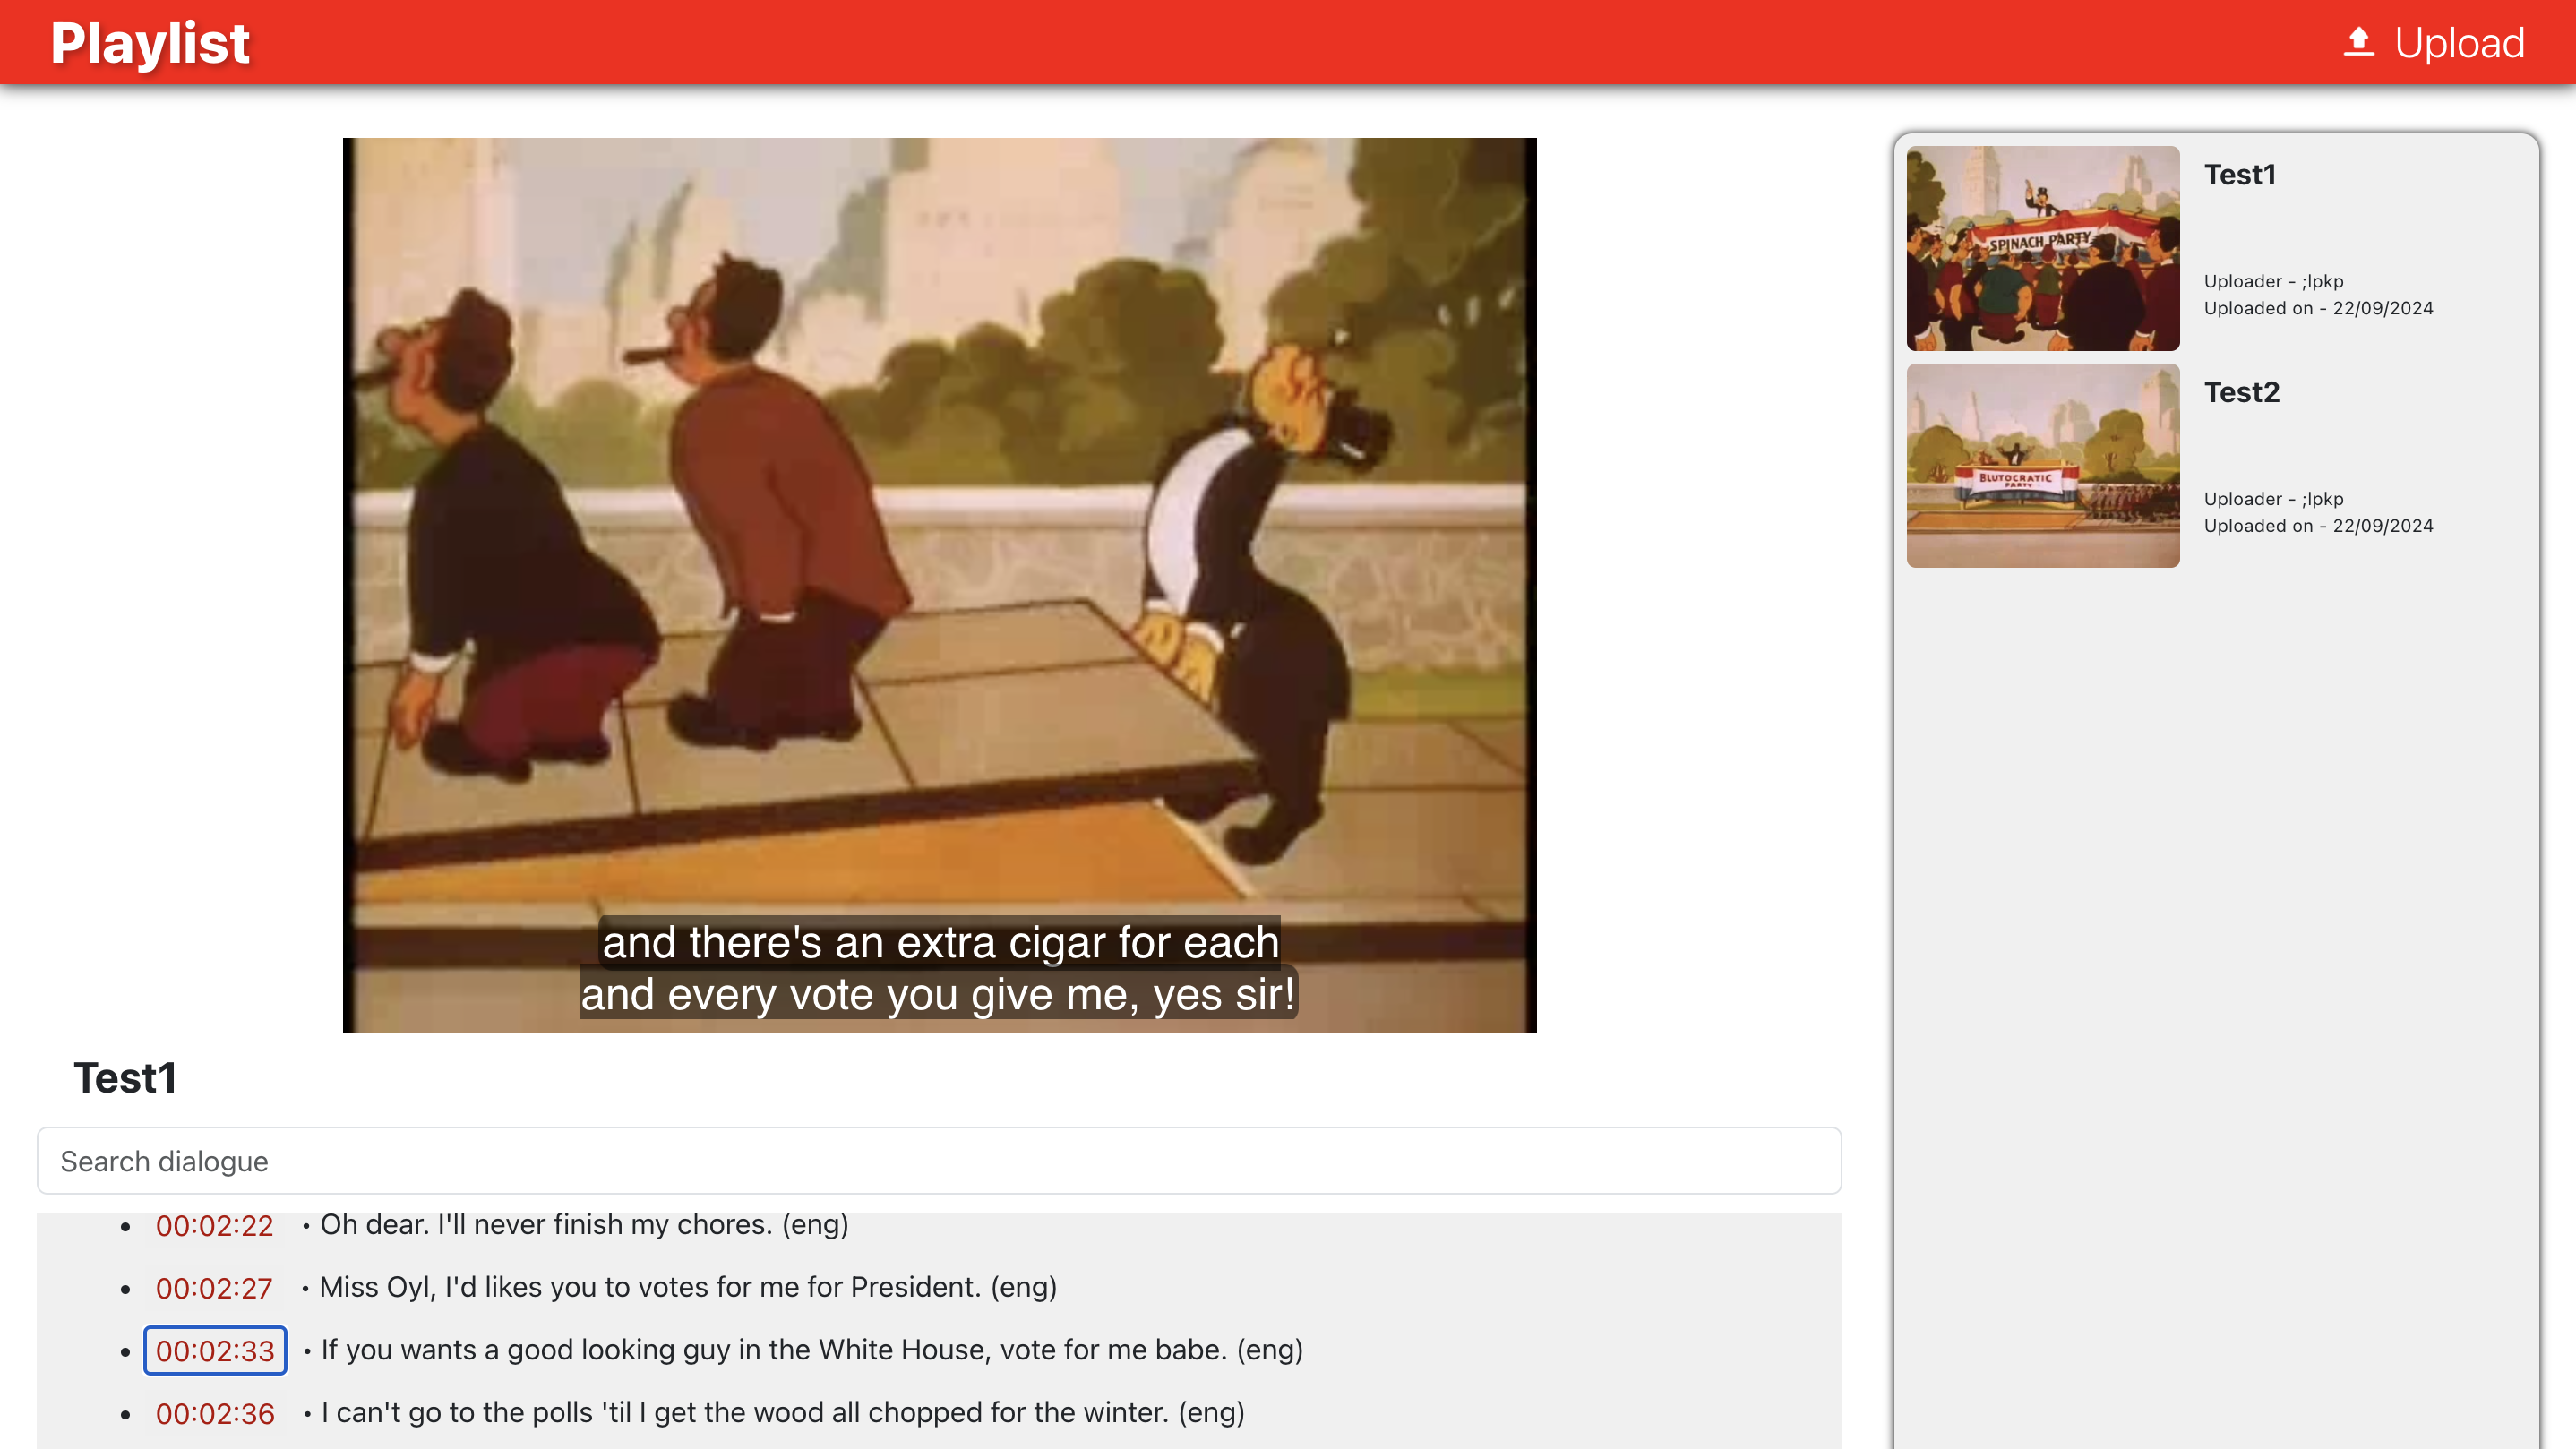 Playlist
Upload
and there's an extra cigar for each
and every vote you give me, yes sir!
Test1
Search dialogue
• 00:02:22 • Oh dear. I'll never finish my chores. (eng)
• 00:02:27 • Miss Oyl, I'd likes you to votes for me for President. (eng)
• 00:02:33 • If you wants a good looking guy in the White House, vote for me babe. (eng)
• 00:02:36 • I can't go to the polls 'til I get the wood all chopped for the winter. (eng)
SPINACH PARTY
Test1
Uploader - ;lpkp
Uploaded on - 22/09/2024
BLUTOCRATIC
PARTY
Test2
Uploader - ;lpkp
Uploaded on - 22/09/2024